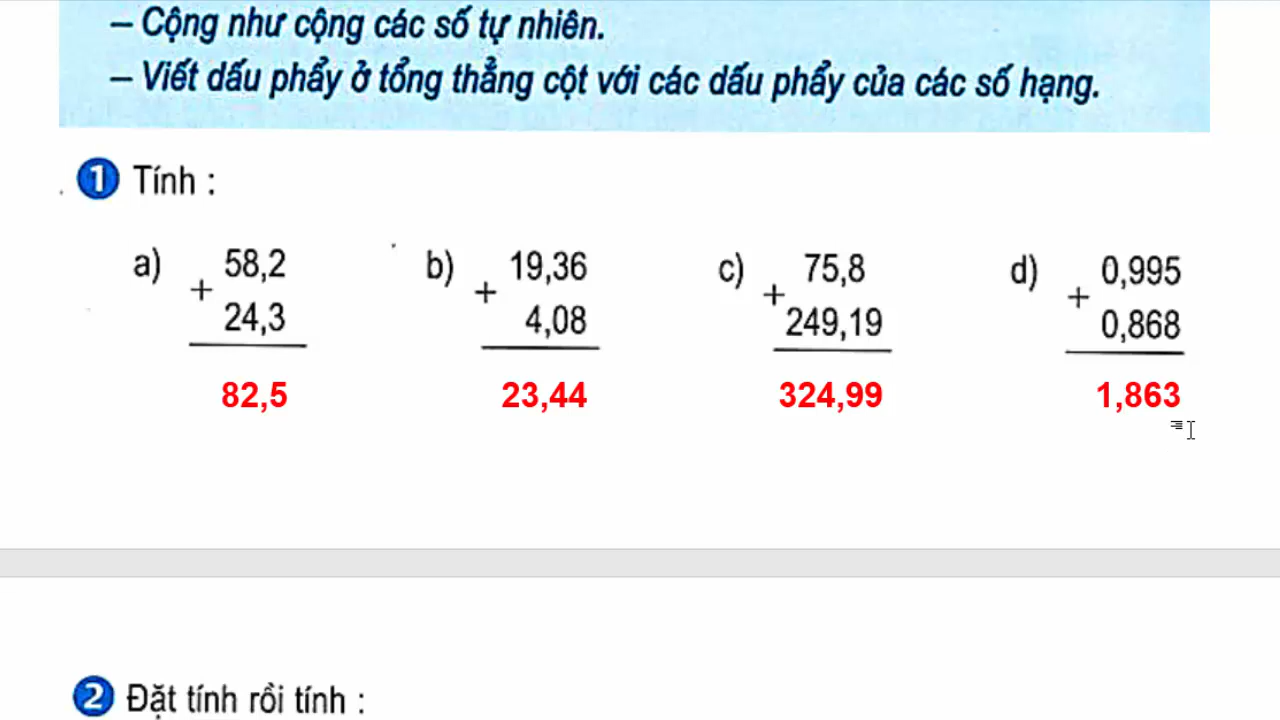 – Cộng như cộng các số tự nhiên.
– Viết dấu phẩy ở tổng thẳng cột với các dấu phẩy của các số hạng.
1 Tính :
a) 58,2 b) 19,36 c) 75,8 d) 0,995
+ + + +
24,3 4,08 249,19 0,868
82,5 23,44 324,99 1,863
2 Đặt tính rồi tính :